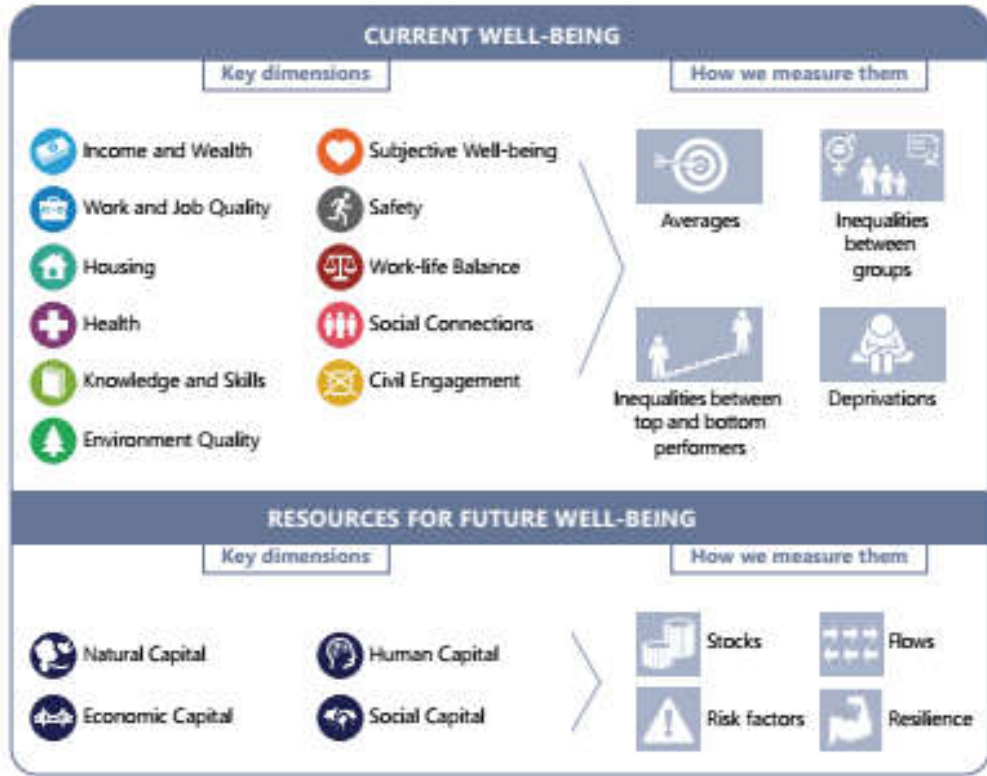 CURRENT WELL-BEING
Key dimensions
How we measure them
Income and Wealth
Work and Job Quality
Housing
Health
Knowledge and Skills
Environment Quality
Subjective Well-being
Safety
Work-life Balance
Social Connections
Civil Engagement
Averages
Inequalities
between
groups
Inequalities between
top and bottom
performers
Deprivations
RESOURCES FOR FUTURE WELL-BEING
Key dimensions
How we measure them
Natural Capital
Economic Capital
Human Capital
Social Capital
Stocks
Flows
Risk factors
Resilience